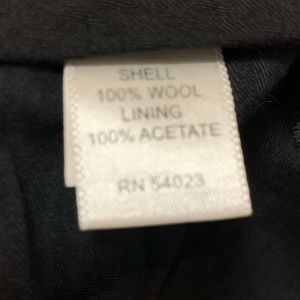 SHELL
100% WOOL
LINING
100% ACETATE
RN 54023